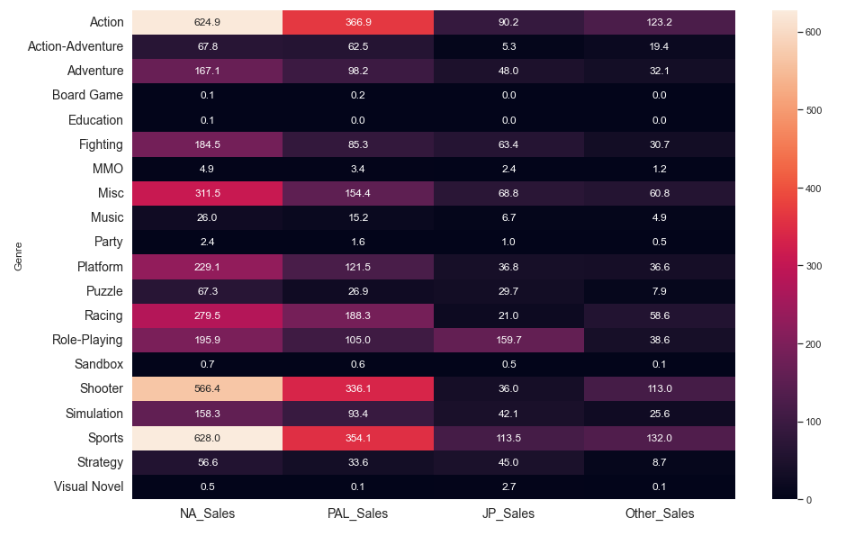 Genre
Action 624.9 366.9 90.2 123.2
Action-Adventure 67.8 62.5 5.3 19.4
Adventure 167.1 98.2 48.0 32.1
Board Game 0.1 0.2 0.0 0.0
Education 0.1 0.0 0.0 0.0
Fighting 184.5 85.3 63.4 30.7
MMO 4.9 3.4 2.4 1.2
Misc 311.5 154.4 68.8 60.8
Music 26.0 15.2 6.7 4.9
Party 2.4 1.6 1.0 0.5
Platform 229.1 121.5 36.8 36.6
Puzzle 67.3 26.9 29.7 7.9
Racing 279.5 188.3 21.0 58.6
Role-Playing 195.9 105.0 159.7 38.6
Sandbox 0.7 0.6 0.5 0.1
Shooter 566.4 336.1 36.0 113.0
Simulation 158.3 93.4 42.1 25.6
Sports 628.0 354.1 113.5 132.0
Strategy 56.6 33.6 45.0 8.7
Visual Novel 0.5 0.1 2.7 0.1
NA_Sales PAL_Sales JP_Sales Other_Sales
600
500
400
300
200
100
0